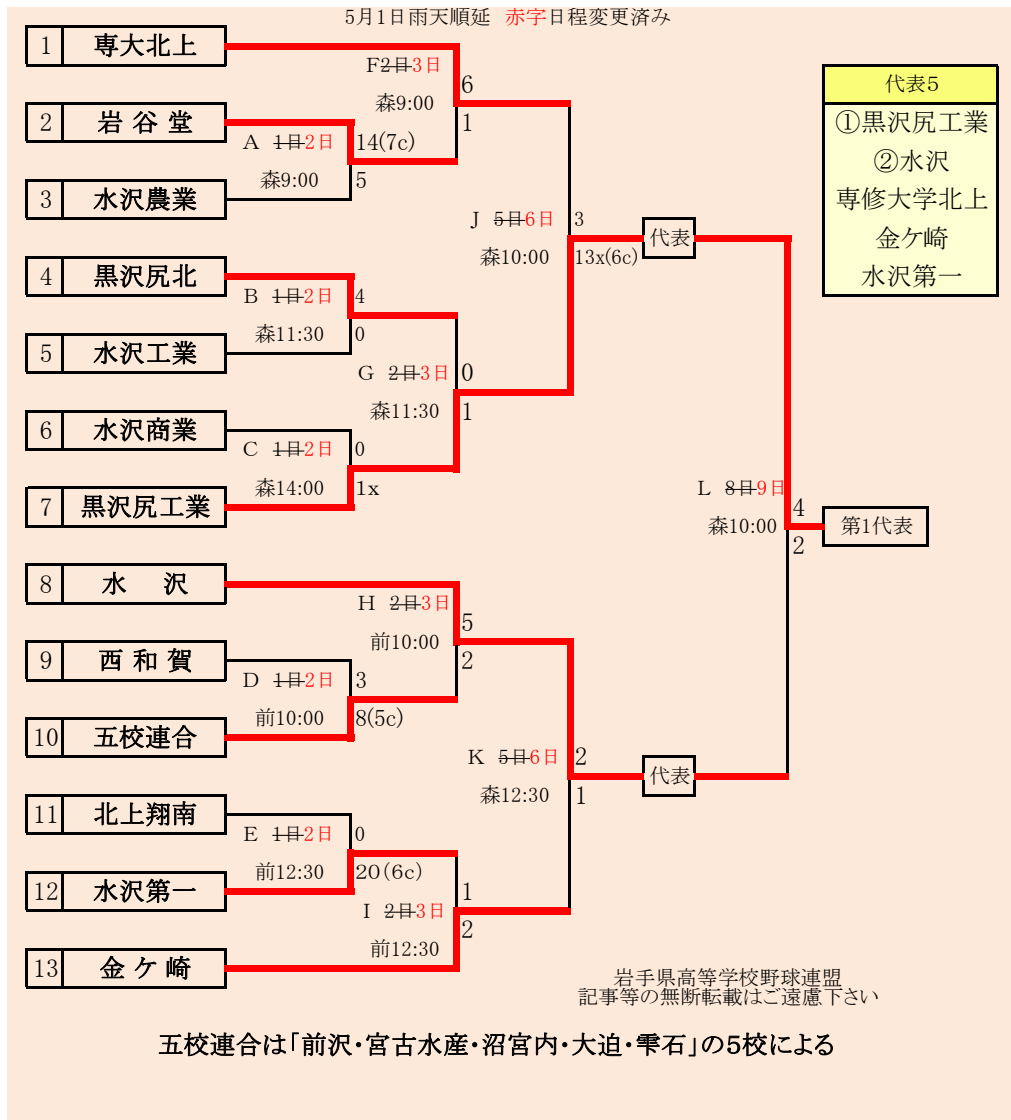 5月1日雨天順延 赤字日程変更済み
1 専大北上
F2日3日
6
森9:00
1
2 岩谷堂
A 1日2日 14(7c)
森9:00 5
3 水沢農業
代表5
①黒沢尻工業
②水沢
専修大学北上
金ケ崎
水沢第一
J 5日6日 3
森10:00 13x(6c)
代表
4 黒沢尻北
B 1日2日 4
森11:30 0
5 水沢工業
G 2日3日 0
森11:30 1
6 水沢商業
C 1日2日 0
森14:00 1x
7 黒沢尻工業
L 8日9日 4
森10:00 2
第1代表
8 水 沢
H 2日3日 5
前10:00 2
9 西和賀
D 1日2日 3
前10:00 8(5c)
10 五校連合
K 5日6日 2
森12:30 1
代表
11 北上翔南
E 1日2日 0
前12:30 20(6c)
12 水沢第一
1
I 2日3日 2
前12:30
13 金ケ崎
岩手県高等学校野球連盟
記事等の無断転載はご遠慮下さい
五校連合は「前沢・宮古水産・沼宮内・大迫・雫石」の5校による